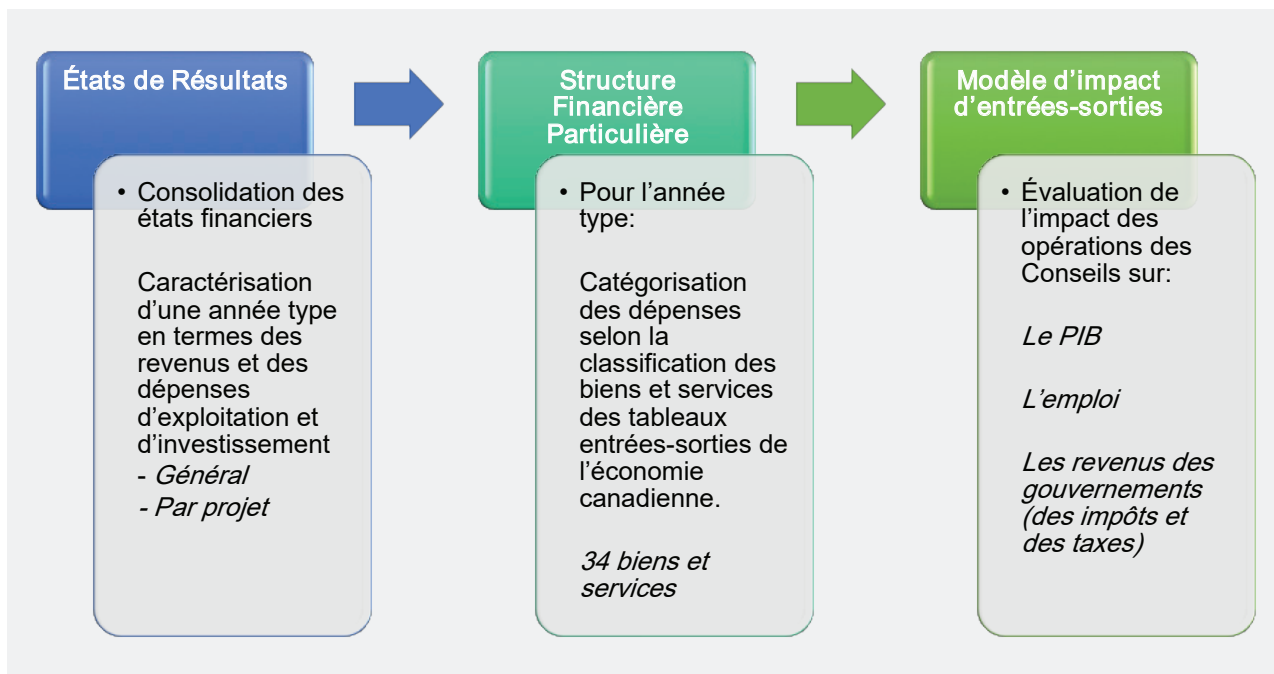 États de Résultats
• Consolidation des
états financiers
Caractérisation
d’une année type
en termes des
revenus et des
dépenses
d’exploitation et
d’investissement
- Général
- Par projet
Structure
Financière
Particulière
• Pour l’année
type:
Catégorisation
des dépenses
selon la
classification des
biens et services
des tableaux
entrées-sorties de
l’économie
canadienne.
34 biens et
services
Modèle d’impact
d’entrées-sorties
• Évaluation de
l’impact des
opérations des
Conseils sur:
Le PIB
L’emploi
Les revenus des
gouvernements
(des impôts et
des taxes)